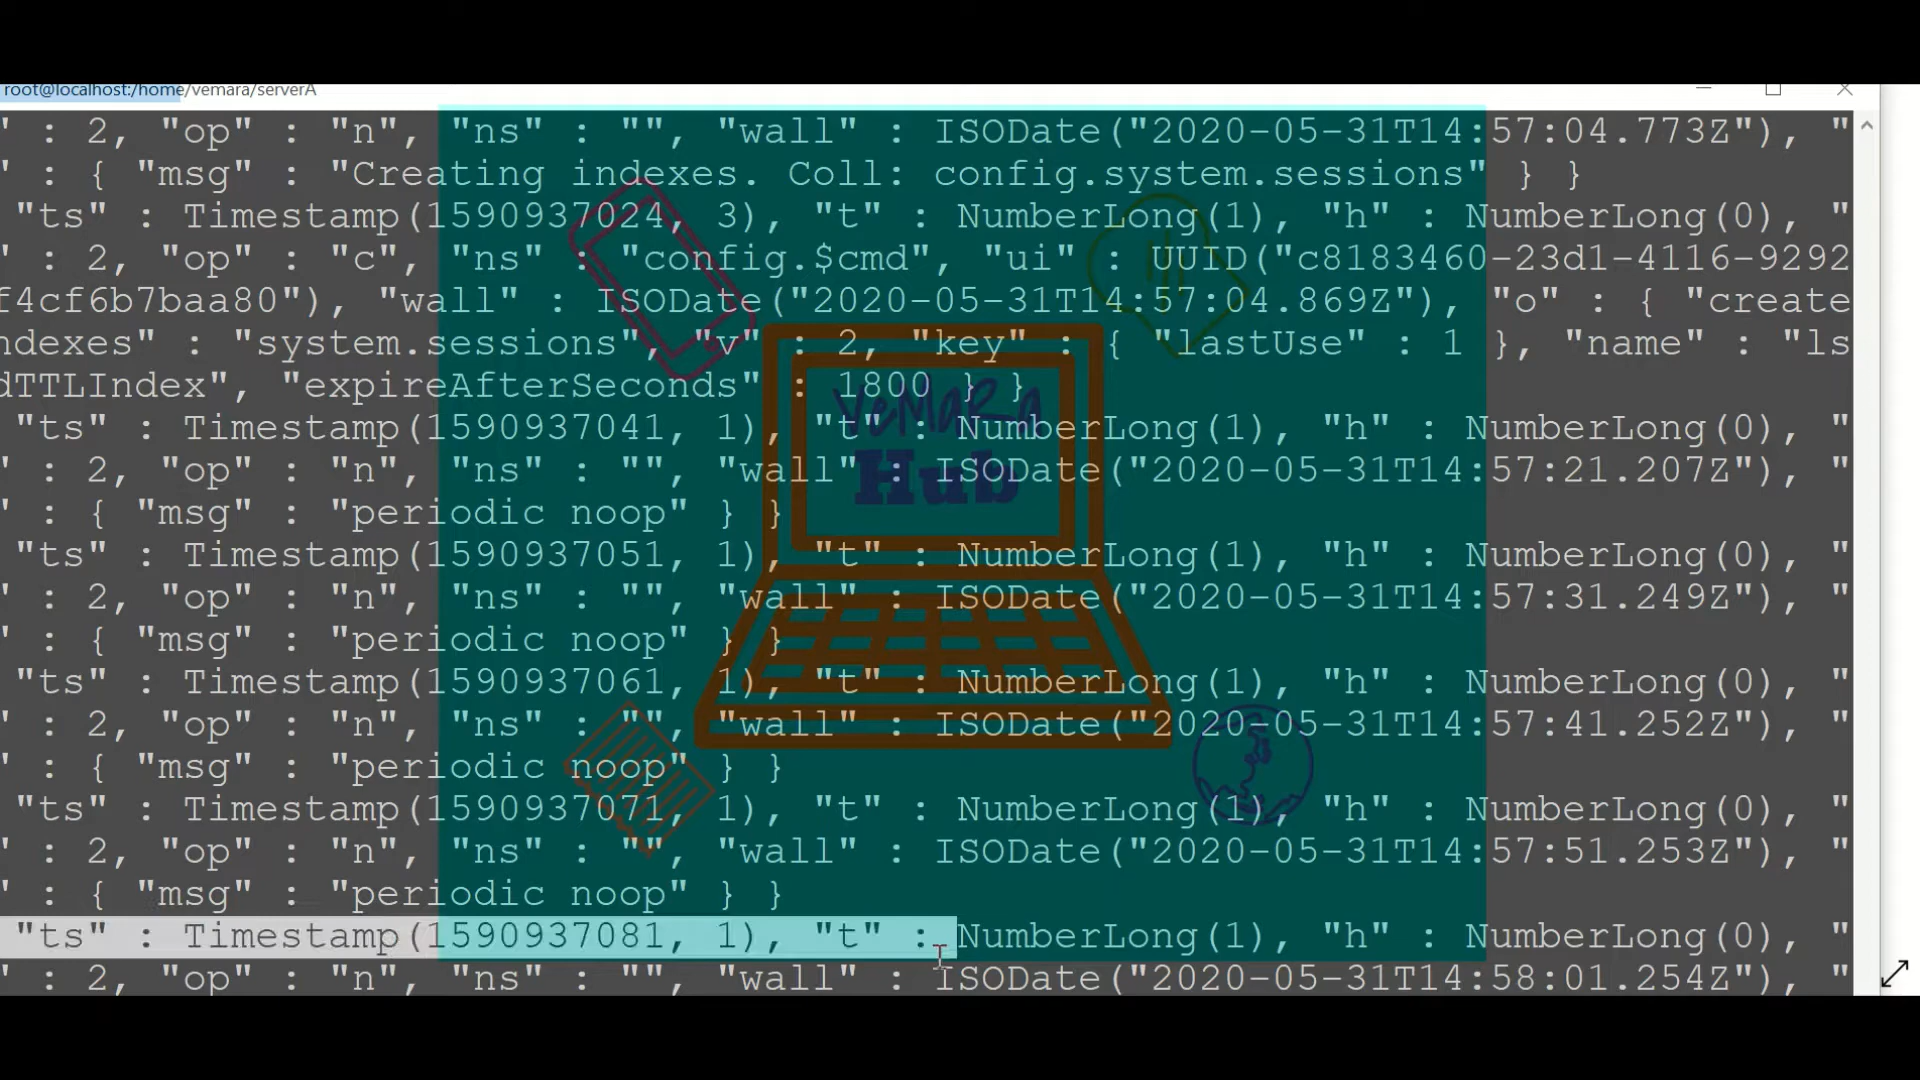 root@localhost:/home/vemara/serverA
" : 2, "op" : "n", "ns" : "", "wall" : ISODate("2020-05-31T14:57:04.773Z"), "
" : { "msg" : "Creating indexes. Coll: config.system.sessions" } }
"ts" : Timestamp(1590937024, 3), "t" : NumberLong(1), "h" : NumberLong(0), "
" : 2, "op" : "c", "ns" : "config.$cmd", "ui" : UUID("c8183460-23d1-4116-9292
f4cf6b7baa80"), "wall" : ISODate("2020-05-31T14:57:04.869Z"), "o" : { "create
ndexes" : "system.sessions", "v" : 2, "key" : { "lastUse" : 1 }, "name" : "ls
dTTLIndex", "expireAfterSeconds" : 1800 } }
"ts" : Timestamp(1590937041, 1), "t" : NumberLong(1), "h" : NumberLong(0), "
" : 2, "op" : "n", "ns" : "", "wall" : ISODate("2020-05-31T14:57:21.207Z"), "
" : { "msg" : "periodic noop" } }
"ts" : Timestamp(1590937051, 1), "t" : NumberLong(1), "h" : NumberLong(0), "
" : 2, "op" : "n", "ns" : "", "wall" : ISODate("2020-05-31T14:57:31.249Z"), "
" : { "msg" : "periodic noop" } }
"ts" : Timestamp(1590937061, 1), "t" : NumberLong(1), "h" : NumberLong(0), "
" : 2, "op" : "n", "ns" : "", "wall" : ISODate("2020-05-31T14:57:41.252Z"), "
" : { "msg" : "periodic noop" } }
"ts" : Timestamp(1590937071, 1), "t" : NumberLong(1), "h" : NumberLong(0), "
" : 2, "op" : "n", "ns" : "", "wall" : ISODate("2020-05-31T14:57:51.253Z"), "
" : { "msg" : "periodic noop" } }
"ts" : Timestamp(1590937081, 1), "t" : NumberLong(1), "h" : NumberLong(0), "
" : 2, "op" : "n", "ns" : "", "wall" : ISODate("2020-05-31T14:58:01.254Z"), "
VeMaRa
Hub